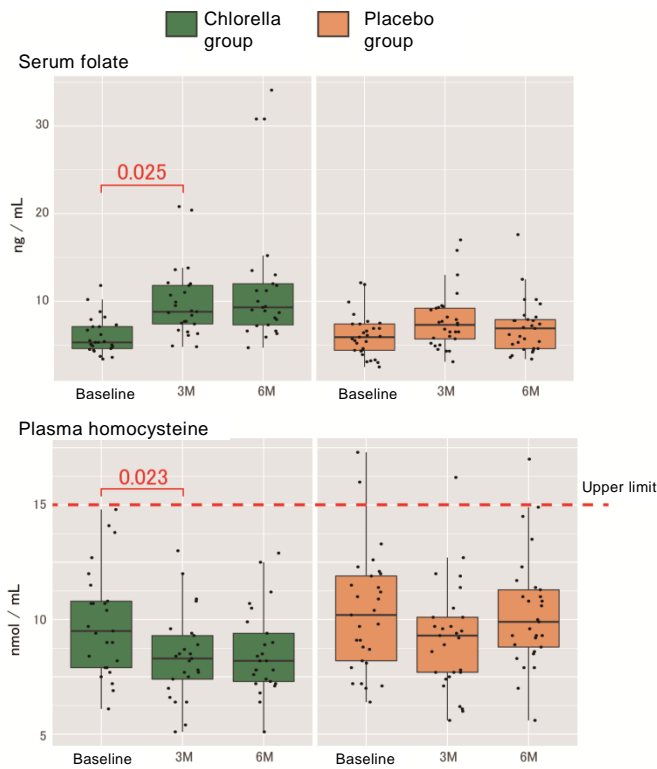 Chlorella
group
Placebo
group
Serum folate
ng / mL
30
20
10
0.025
Baseline
3M
6M
Baseline
3M
6M
Plasma homocysteine
nmol / mL
15
10
5
0.023
Upper limit
Baseline
3M
6M
Baseline
3M
6M